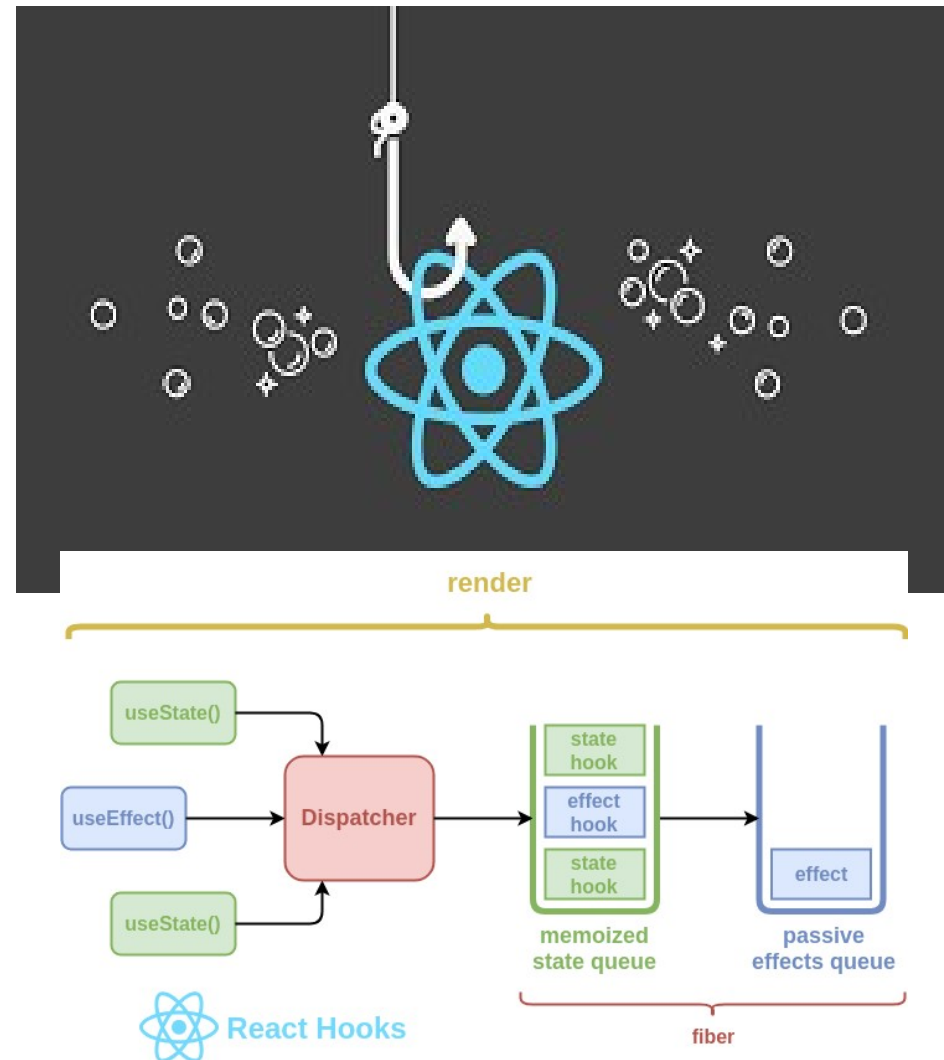 render
useState()
state
hook
useEffect()
Dispatcher
effect
hook
useState()
state
hook
effect
memoized
state queue
passive
effects queue
React Hooks
fiber